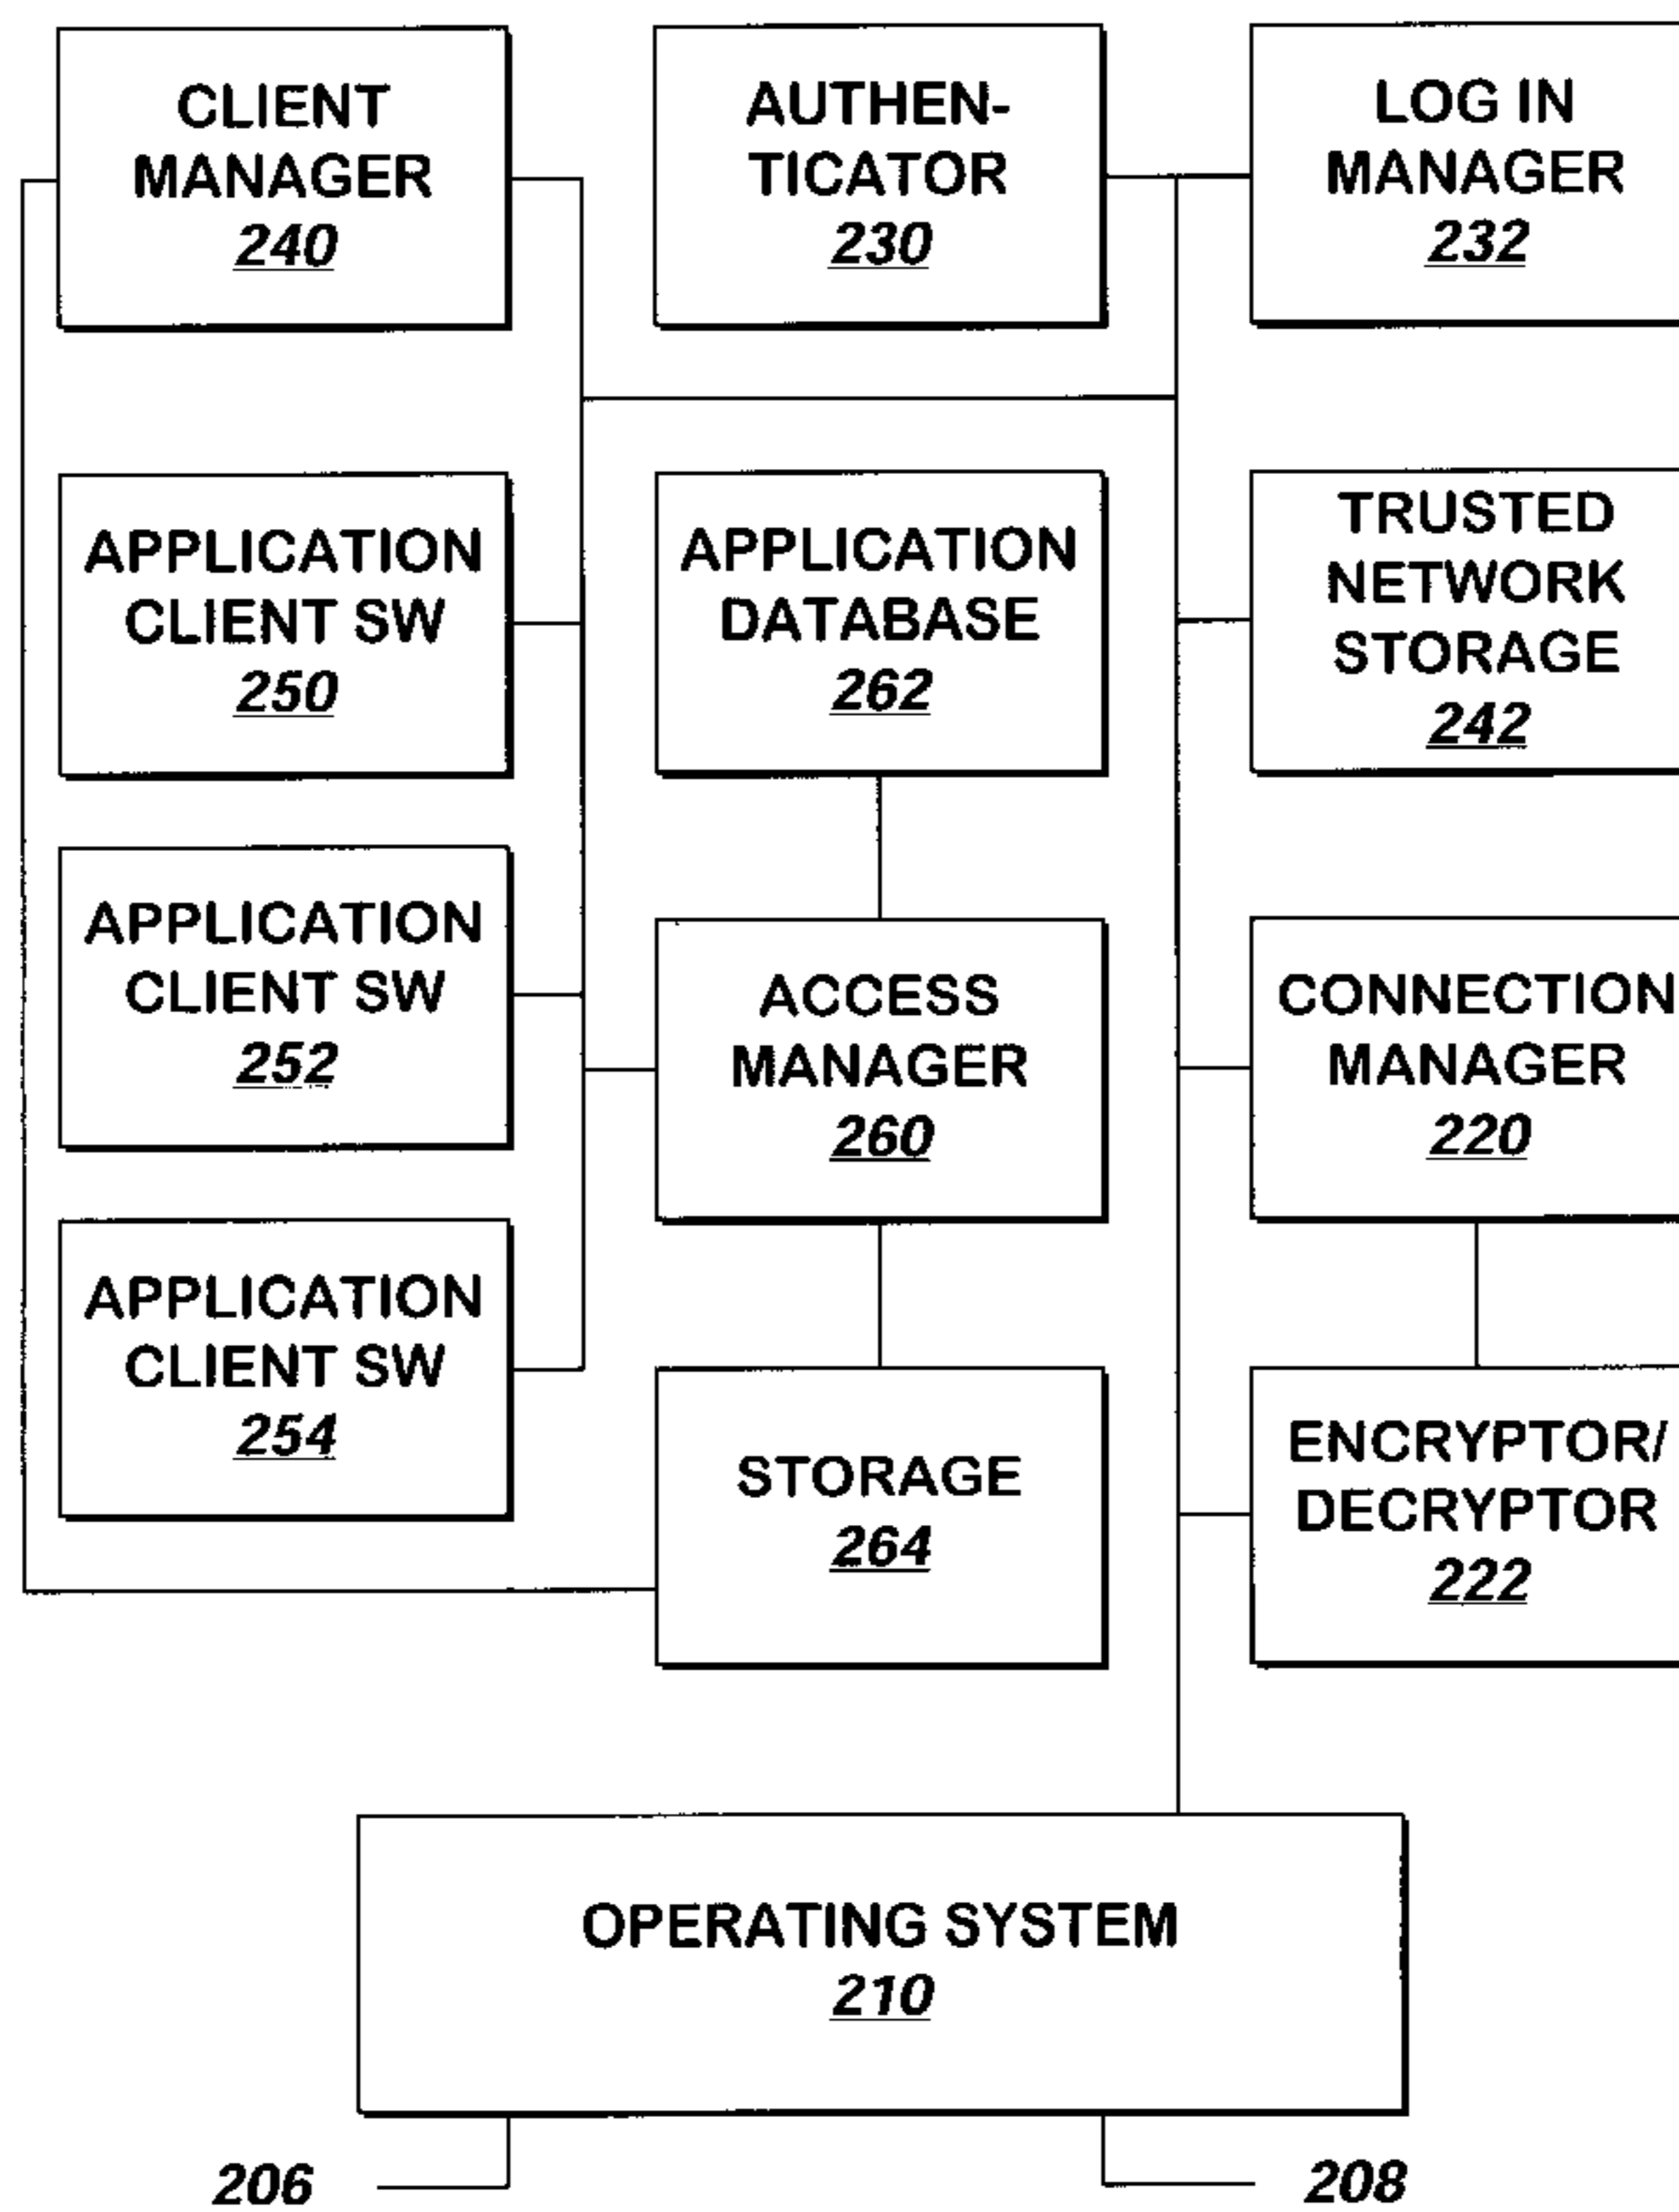 CLIENT
MANAGER
240
AUTHEN-
TICATOR
230
LOG IN
MANAGER
232
APPLICATION
CLIENT SW
250
APPLICATION
DATABASE
262
TRUSTED
NETWORK
STORAGE
242
APPLICATION
CLIENT SW
252
ACCESS
MANAGER
260
CONNECTION
MANAGER
220
APPLICATION
CLIENT SW
254
STORAGE
264
ENCRYPTOR/
DECRYPTOR
222
OPERATING SYSTEM
210
206
208